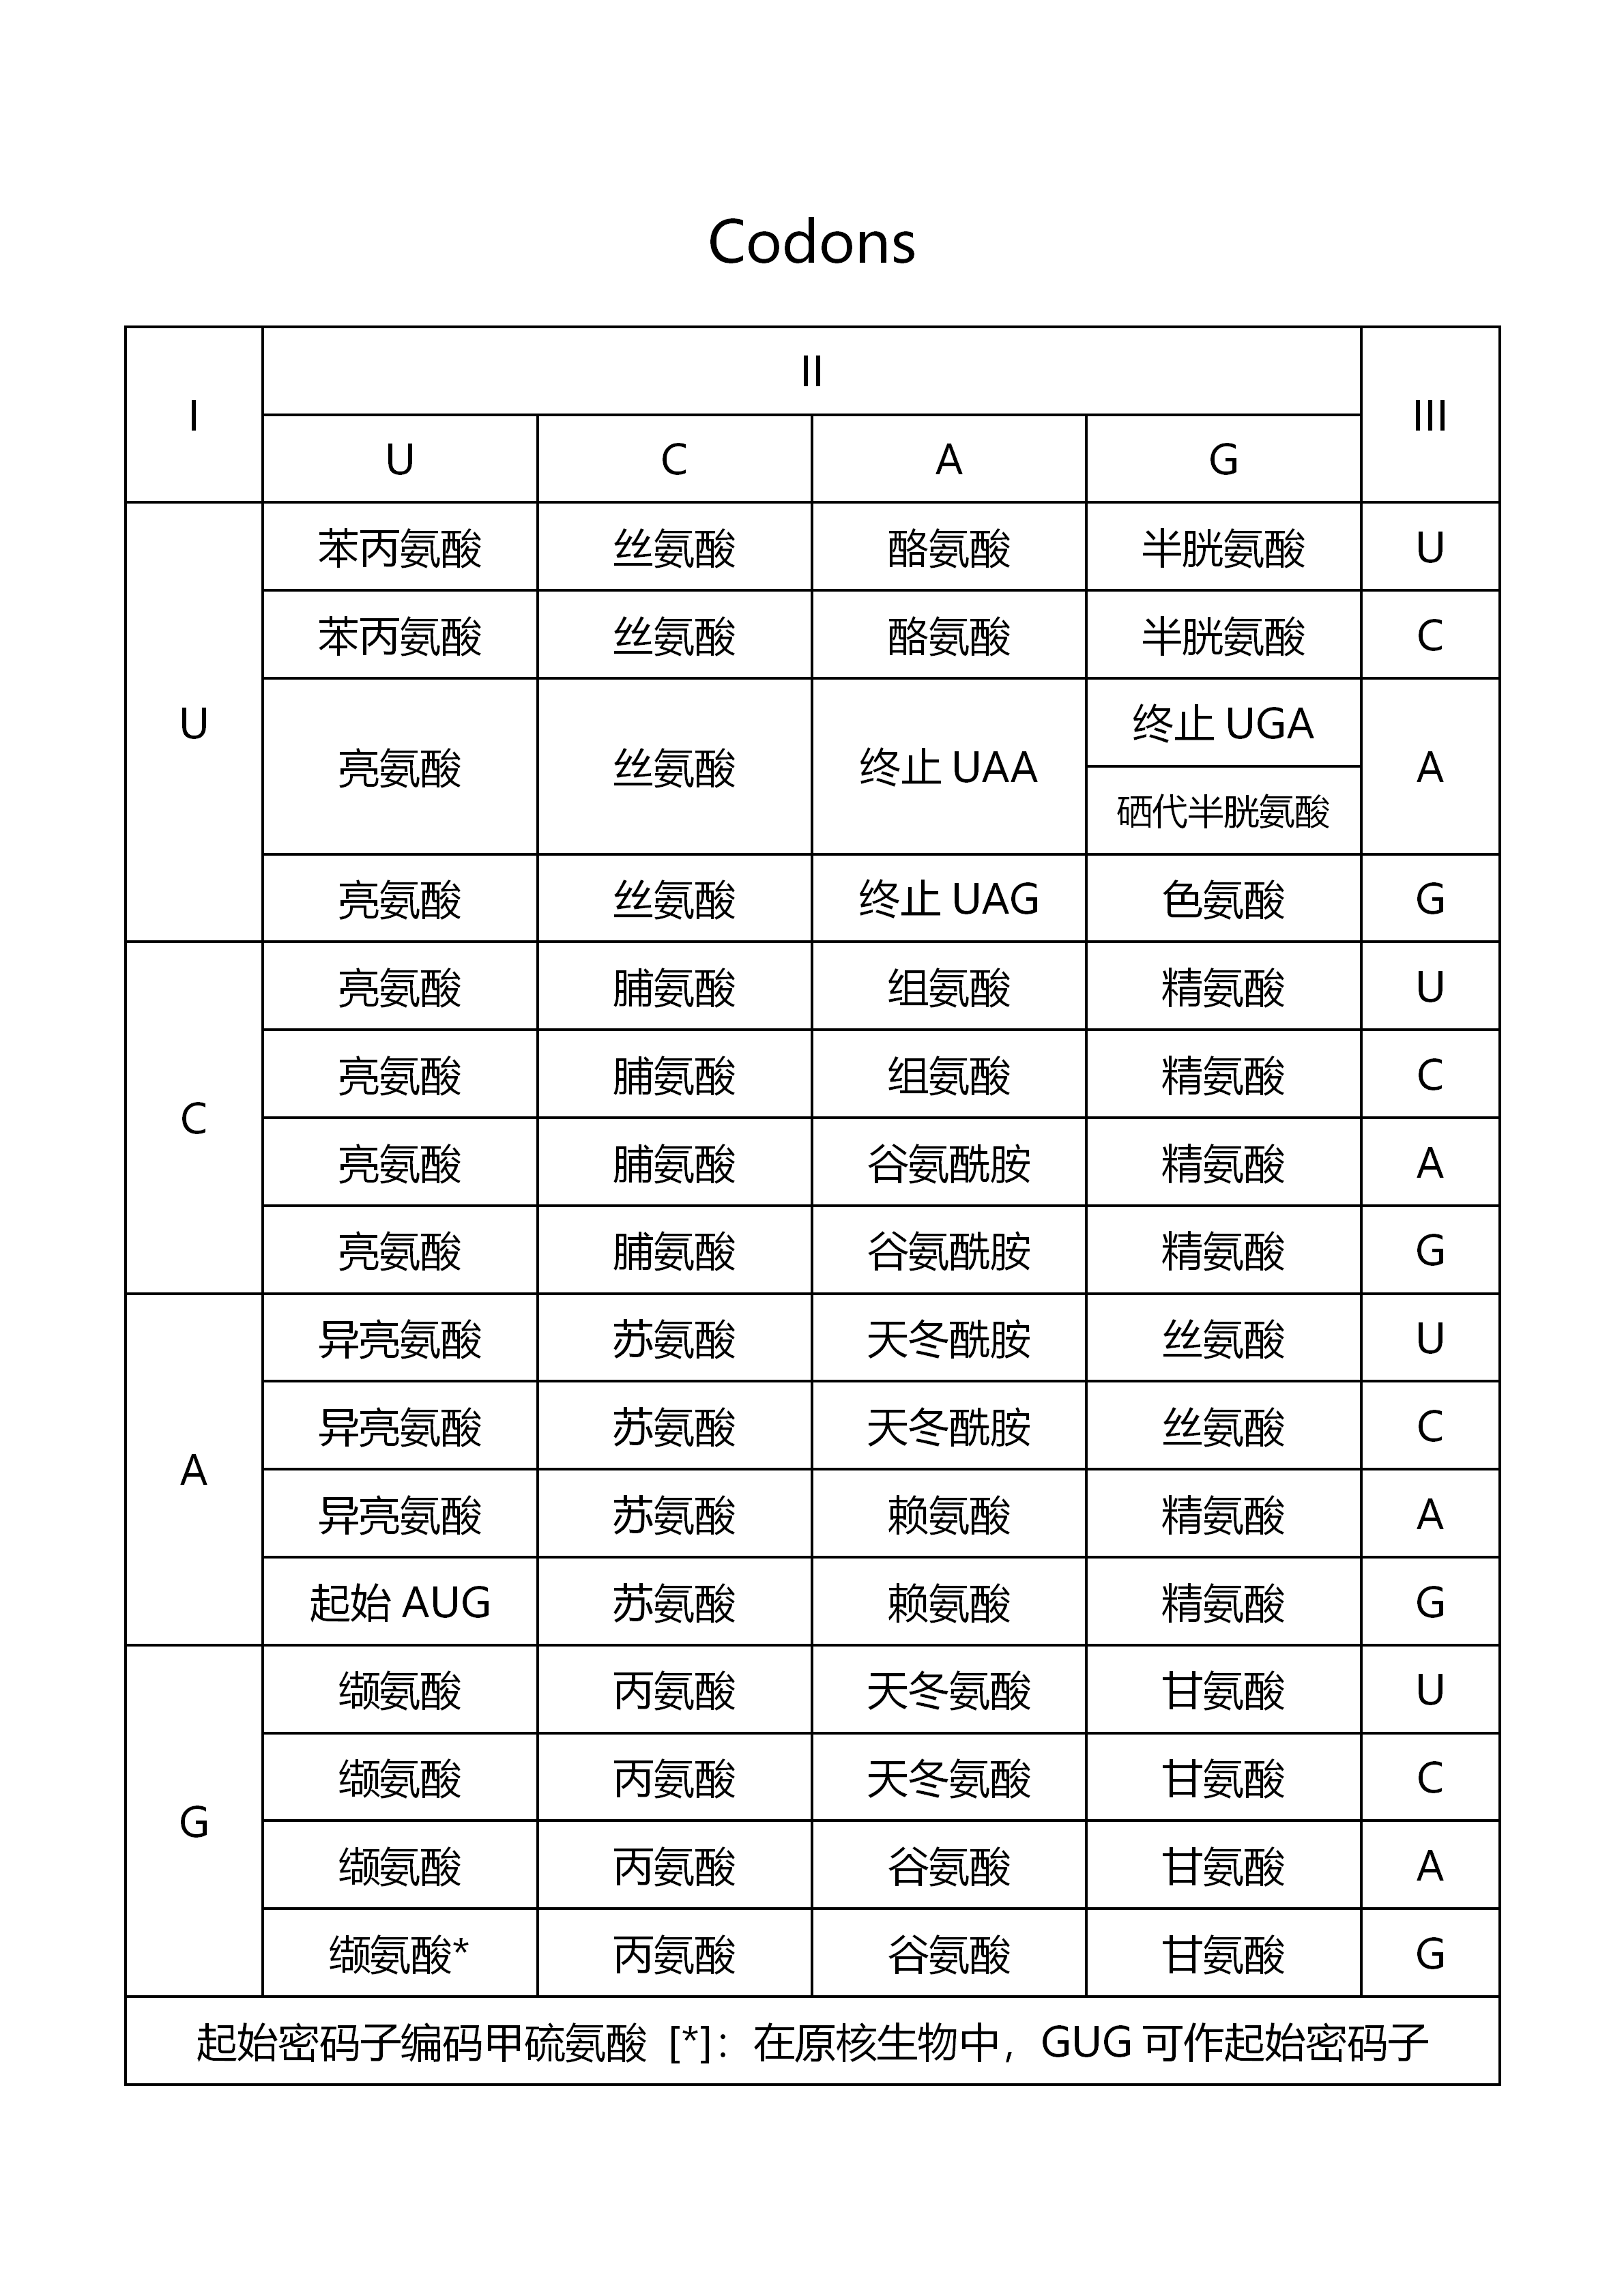 Codons
I II III
U C A G
U 苯丙氨酸 丝氨酸 酪氨酸 半胱氨酸 U
苯丙氨酸 丝氨酸 酪氨酸 半胱氨酸 C
亮氨酸 丝氨酸 终止 UAA 终止 UGA A
硒代半胱氨酸
亮氨酸 丝氨酸 终止 UAG 色氨酸 G
C 亮氨酸 脯氨酸 组氨酸 精氨酸 U
亮氨酸 脯氨酸 组氨酸 精氨酸 C
亮氨酸 脯氨酸 谷氨酰胺 精氨酸 A
亮氨酸 脯氨酸 谷氨酰胺 精氨酸 G
A 异亮氨酸 苏氨酸 天冬酰胺 丝氨酸 U
异亮氨酸 苏氨酸 天冬酰胺 丝氨酸 C
异亮氨酸 苏氨酸 赖氨酸 精氨酸 A
起始 AUG 苏氨酸 赖氨酸 精氨酸 G
G 缬氨酸 丙氨酸 天冬氨酸 甘氨酸 U
缬氨酸 丙氨酸 天冬氨酸 甘氨酸 C
缬氨酸 丙氨酸 谷氨酸 甘氨酸 A
缬氨酸* 丙氨酸 谷氨酸 甘氨酸 G
起始密码子编码甲硫氨酸 [*]：在原核生物中，GUG 可作起始密码子